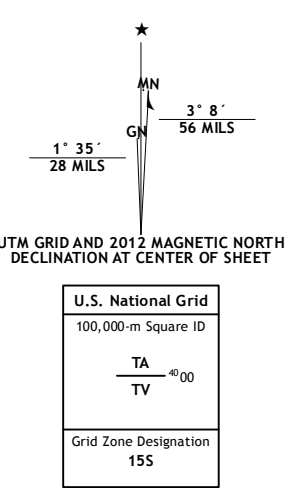 ★
MN
3° 8´
56 MILS
GN
1° 35´
28 MILS
UTM GRID AND 2012 MAGNETIC NORTH
DECLINATION AT CENTER OF SHEET
U.S. National Grid
100,000-m Square ID
TA
4000
TV
Grid Zone Designation
15S